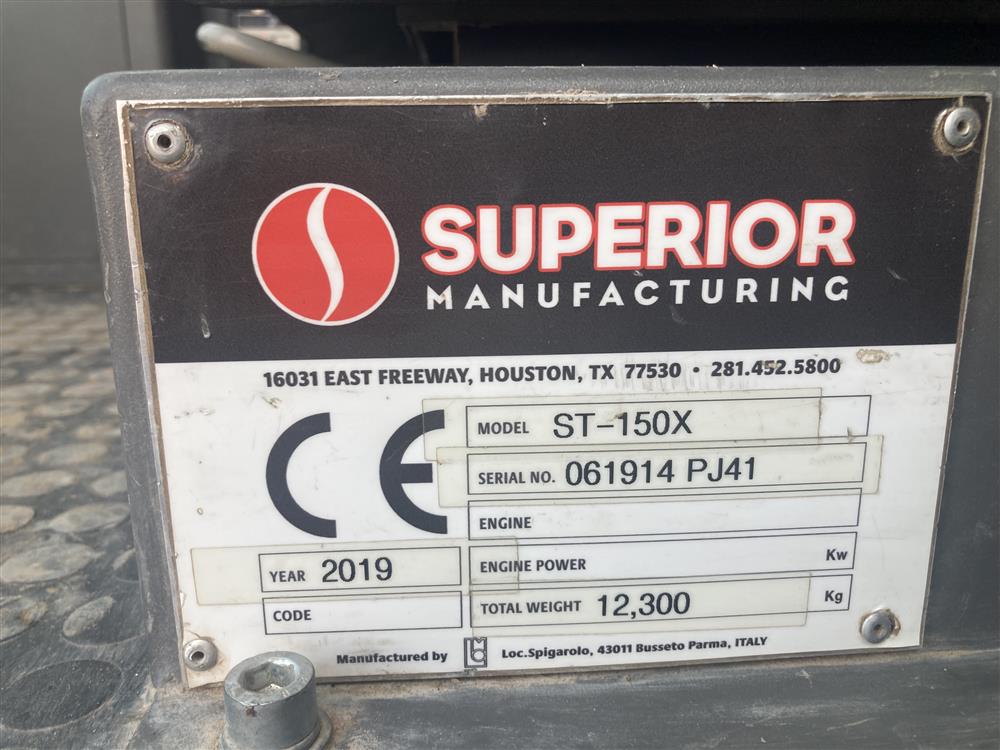 SUPERIOR
MANUFACTURING
16031 EAST FREEWAY, HOUSTON, TX 77530 • 281.452.5800
CE
MODEL ST-150X
SERIAL NO. 061914 PJ41
ENGINE
YEAR 2019
ENGINE POWER Kw
CODE
TOTAL WEIGHT 12,300 Kg
Manufactured by Loc.Spigarolo, 43011 Busseto Parma, ITALY